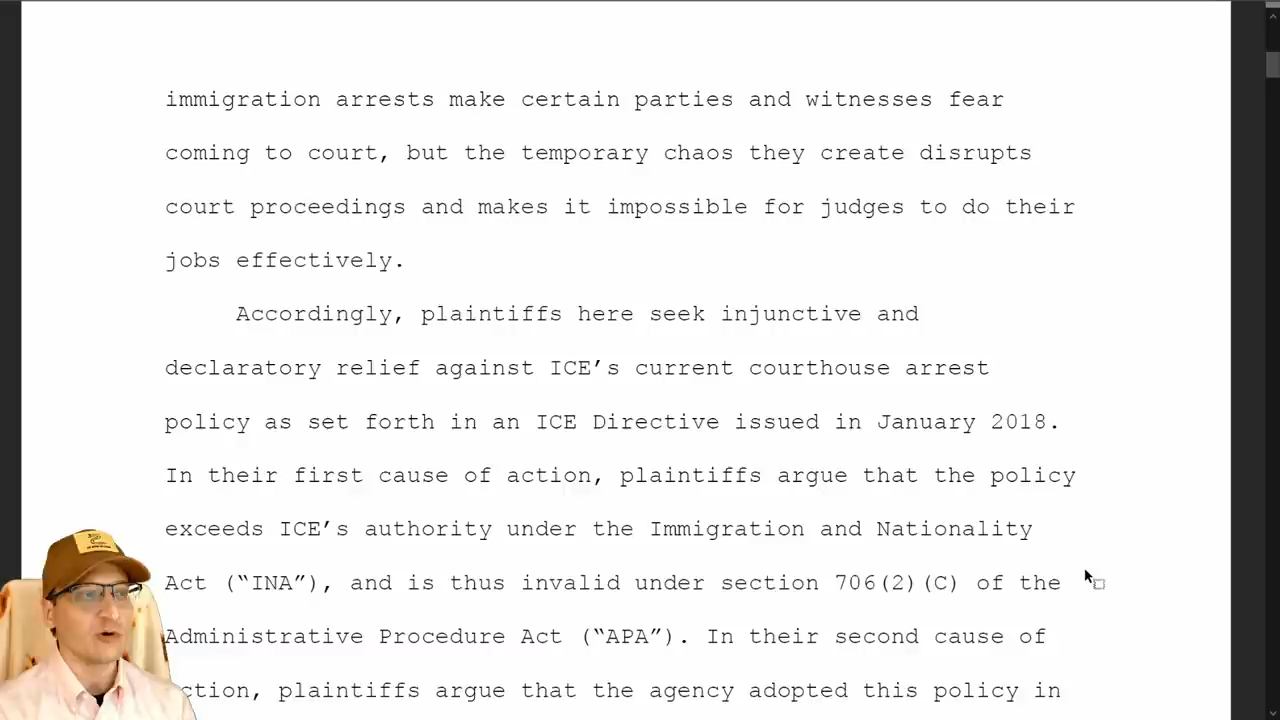 immigration arrests make certain parties and witnesses fear
coming to court, but the temporary chaos they create disrupts
court proceedings and makes it impossible for judges to do their
jobs effectively.
Accordingly, plaintiffs here seek injunctive and
declaratory relief against ICE’s current courthouse arrest
policy as set forth in an ICE Directive issued in January 2018.
In their first cause of action, plaintiffs argue that the policy
exceeds ICE’s authority under the Immigration and Nationality
Act (“INA”), and is thus invalid under section 706(2)(C) of the
Administrative Procedure Act (“APA”). In their second cause of
ction, plaintiffs argue that the agency adopted this policy in